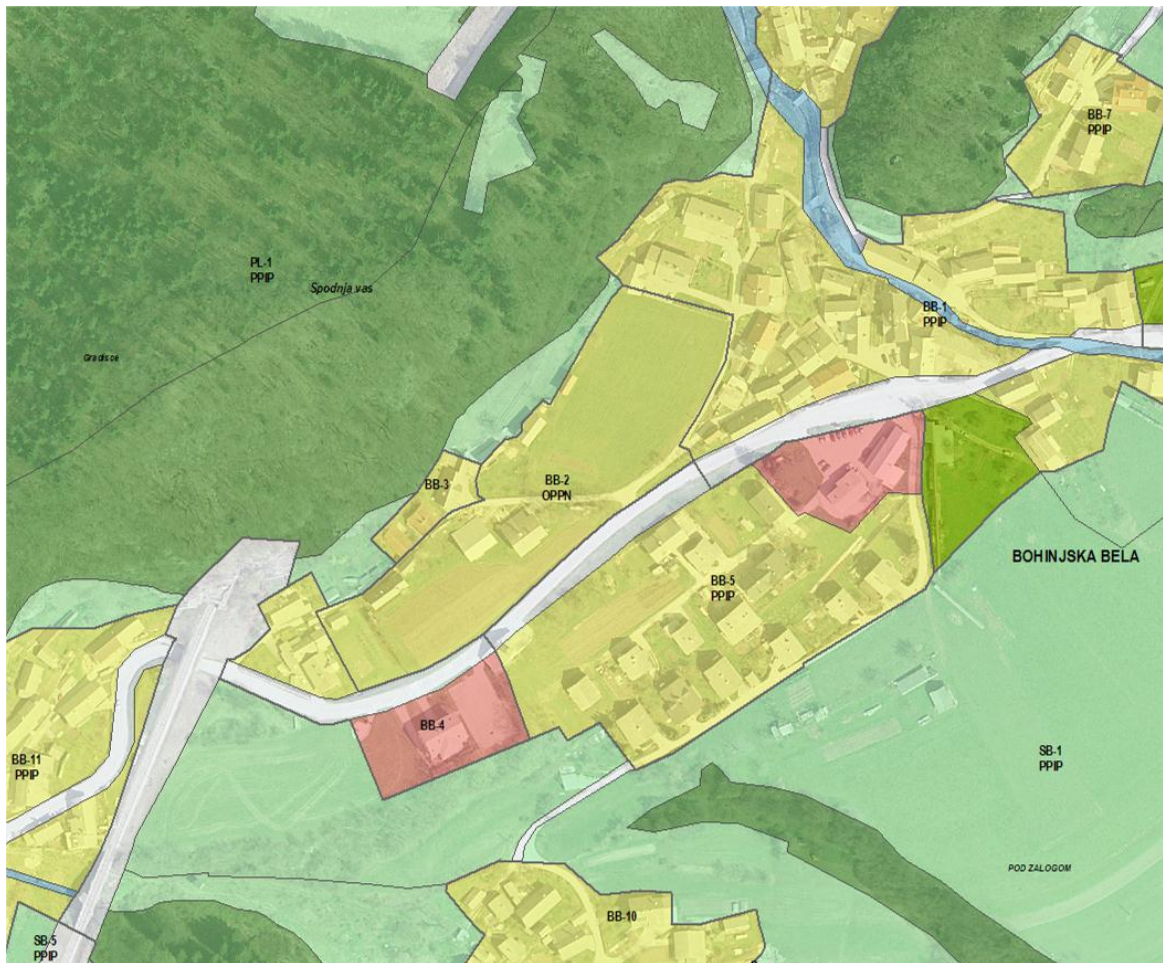 BB-7
PPIP
PL-1
PPIP
Spodnja vas
BB-1
PPIP
Gradisce
BB-3
BB-2
OPPN
BOHINJSKA BELA
BB-5
PPIP
BB-4
BB-11
PPIP
SB-1
PPIP
POD ZALOGOM
BB-10
SB-5
PPIP